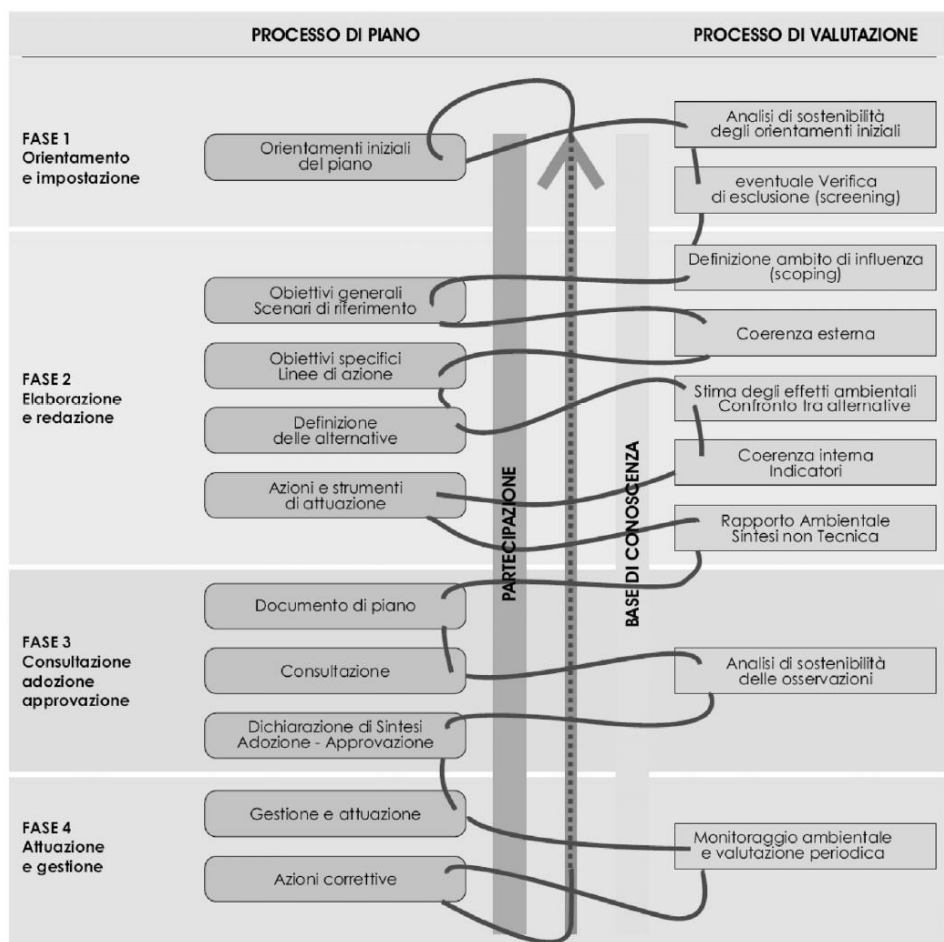 PROCESSO DI PIANO
PROCESSO DI VALUTAZIONE
FASE 1
Orientamento
e impostazione
Orientamenti iniziali
del piano
Analisi di sostenibilità
degli orientamenti iniziali
eventuale Verifica
di esclusione (screening)
FASE 2
Elaborazione
e redazione
Obiettivi generali
Scenari di riferimento
Obiettivi specifici
Linee di azione
Definizione
delle alternative
Azioni e strumenti
di attuazione
Definizione ambito di influenza
(scoping)
Coerenza esterna
Stima degli effetti ambientali
Confronto fra alternative
Coerenza interna
Indicatori
Rapporto Ambientale
Sintesi non Tecnica
PARTECIPAZIONE
BASE DI CONOSCENZA
FASE 3
Consultazione
adozione
approvazione
Documento di piano
Consultazione
Dichiarazione di Sintesi
Adozione - Approvazione
Analisi di sostenibilità
delle osservazioni
FASE 4
Attuazione
e gestione
Gestione e attuazione
Azioni correttive
Monitoraggio ambientale
e valutazione periodica